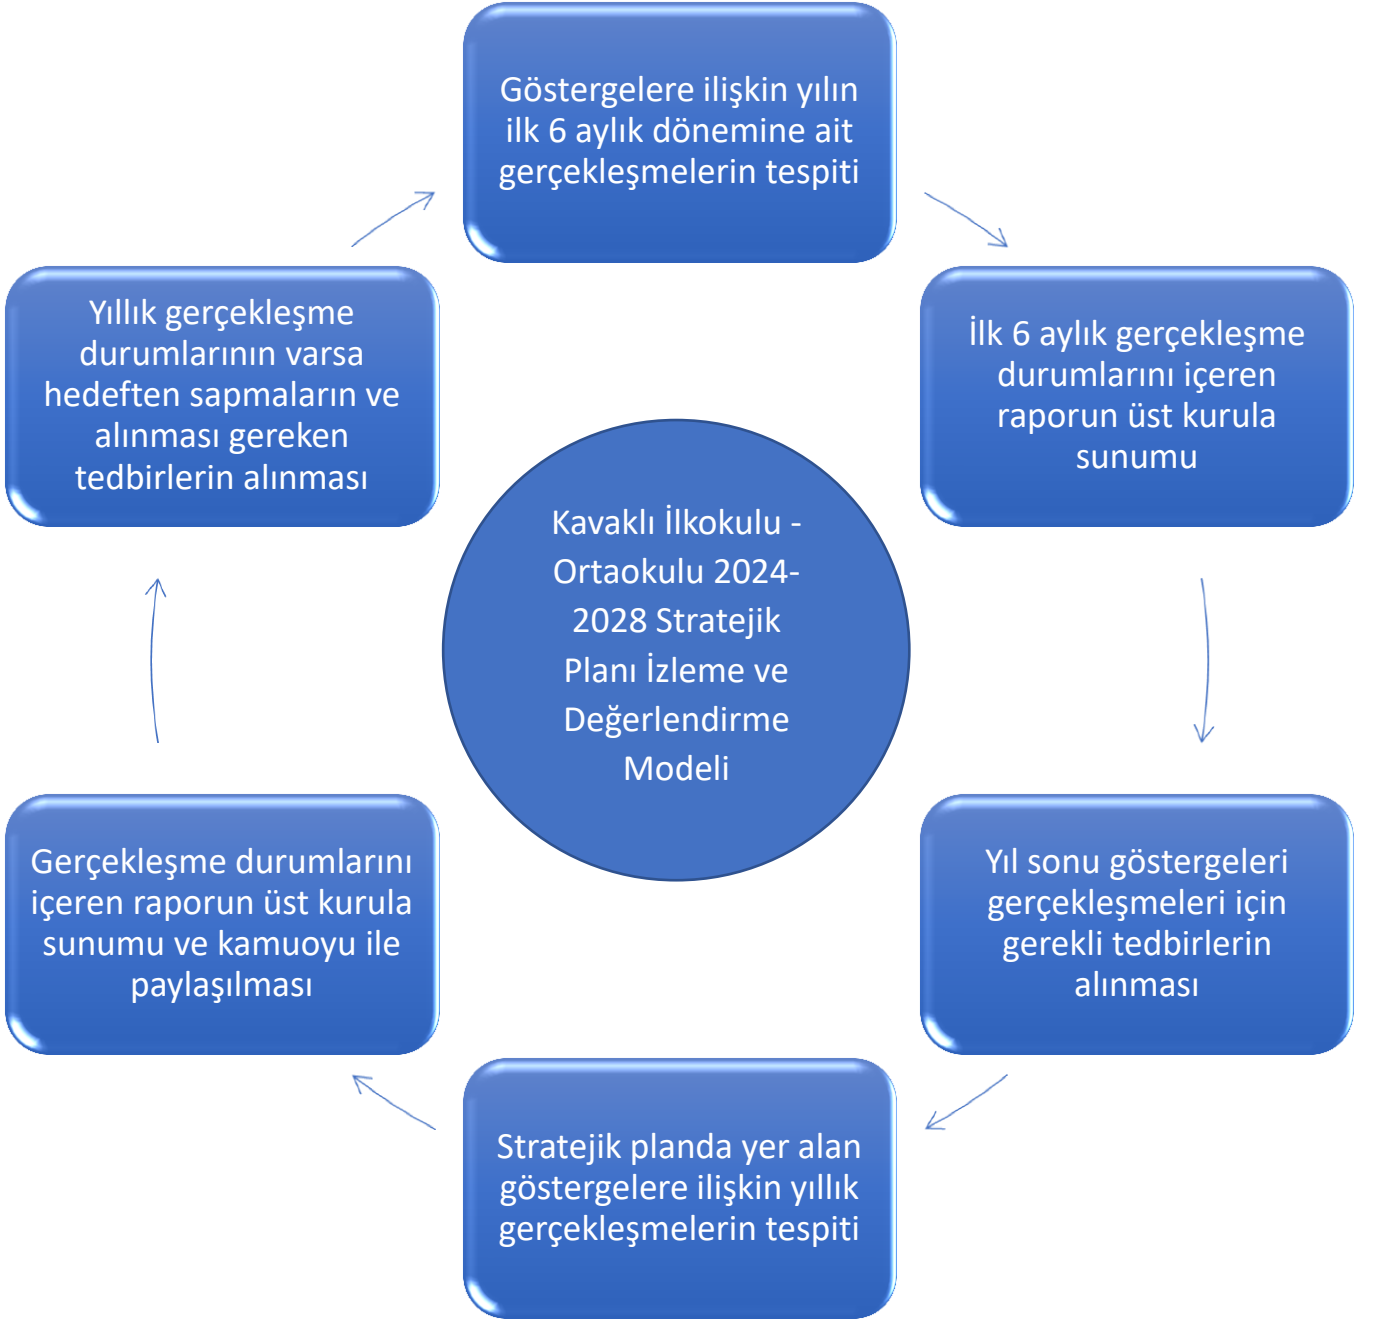 Göstergelere ilişkin yılın
ilk 6 aylık dönemine ait
gerçekleşmelerin tespiti
İlk 6 aylık gerçekleşme
durumlarını içeren
raporun üst kurula
sunumu
Yıl sonu göstergeleri
gerçekleşmeleri için
gerekli tedbirlerin
alınması
Stratejik planda yer alan
göstergelere ilişkin yıllık
gerçekleşmelerin tespiti
Gerçekleşme durumlarını
içeren raporun üst kurula
sunumu ve kamuoyu ile
paylaşılması
Yıllık gerçekleşme
durumlarının varsa
hedeften sapmaların ve
alınması gereken
tedbirlerin alınması
Kavaklı İlkokulu -
Ortaokulu 2024-
2028 Stratejik
Planı İzleme ve
Değerlendirme
Modeli